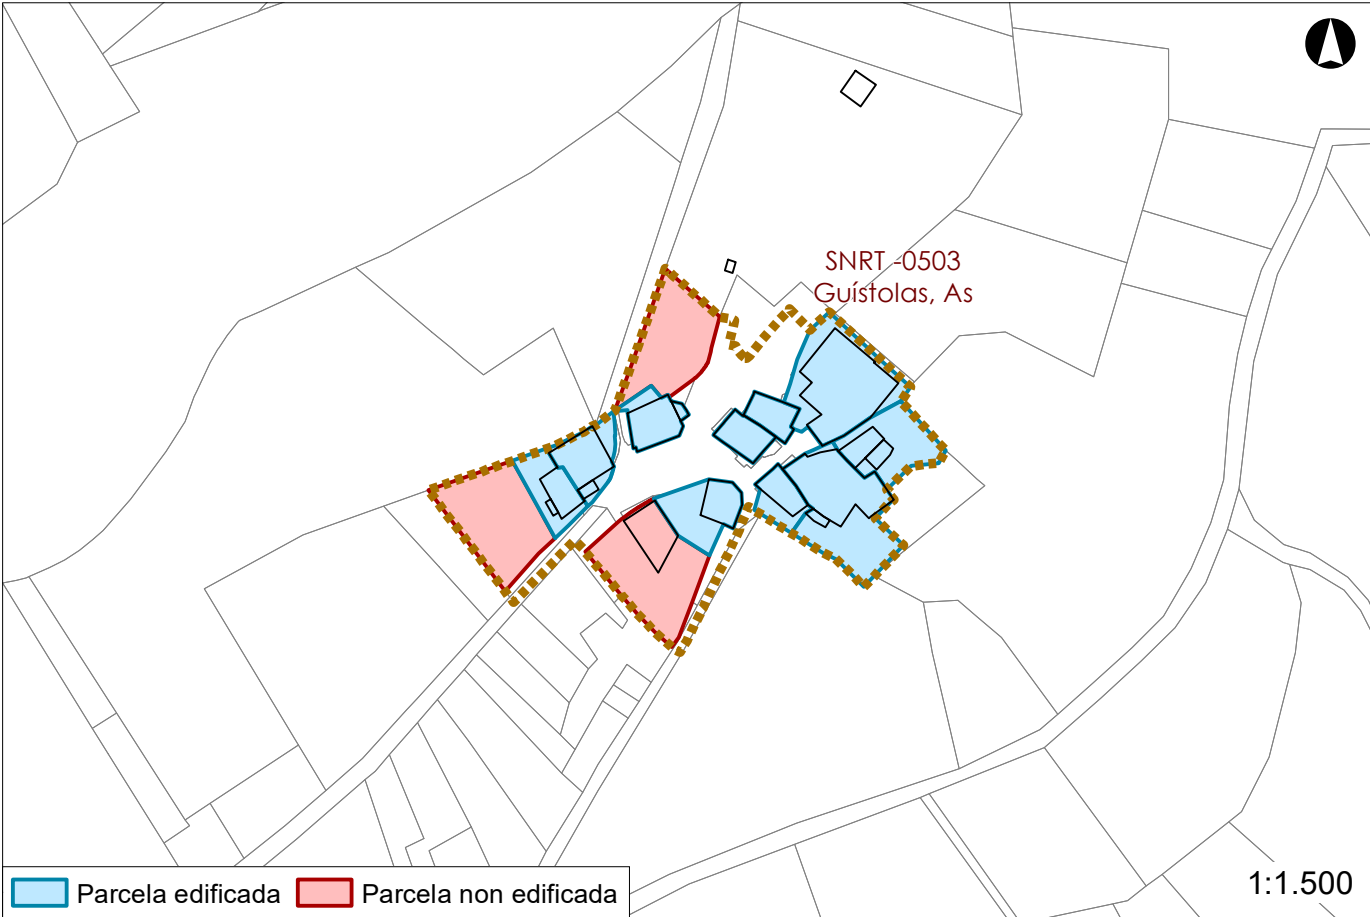 SNRT -0503
Guístolas, As
Parcela edificada
Parcela non edificada
1:1.500